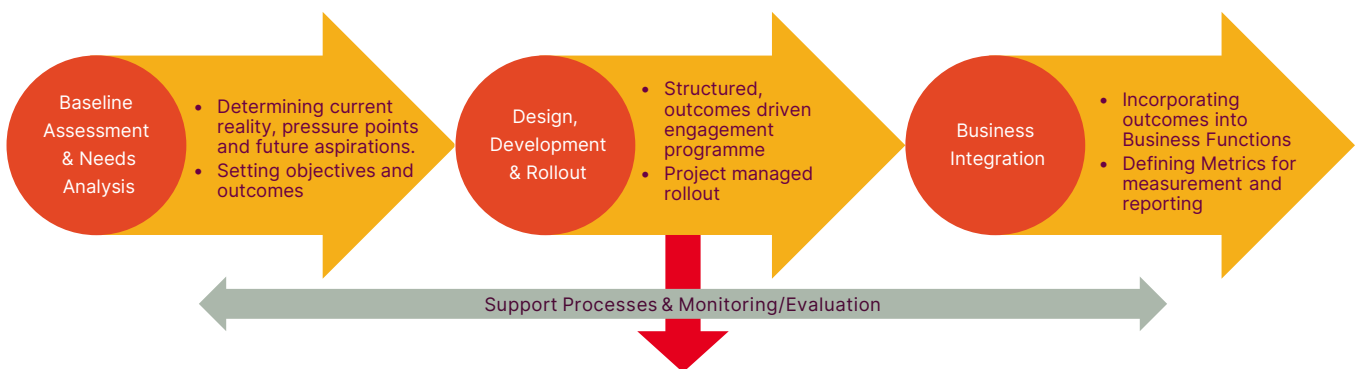 Baseline
Assessment
& Needs
Analysis
• Determining current
reality, pressure points
and future aspirations.
• Setting objectives and
outcomes
Design,
Development
& Rollout
• Structured,
outcomes driven
engagement
programme
• Project managed
rollout
Business
Integration
• Incorporating
outcomes into
Business Functions
• Defining Metrics for
measurement and
reporting
Support Processes & Monitoring/Evaluation